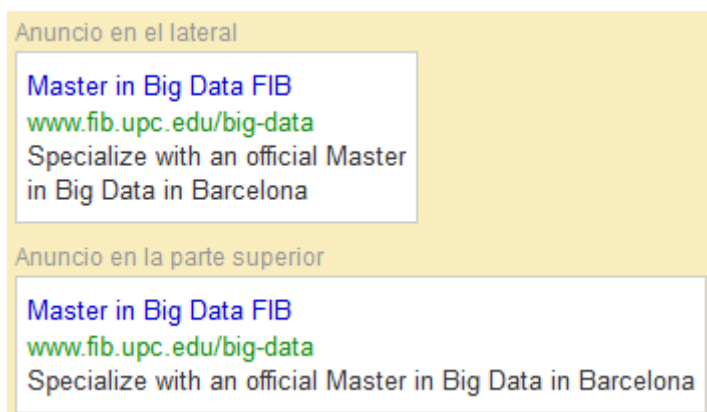 Anuncio en el lateral
Master in Big Data FIB
www.fib.upc.edu/big-data
Specialize with an official Master
in Big Data in Barcelona
Anuncio en la parte superior
Master in Big Data FIB
www.fib.upc.edu/big-data
Specialize with an official Master in Big Data in Barcelona